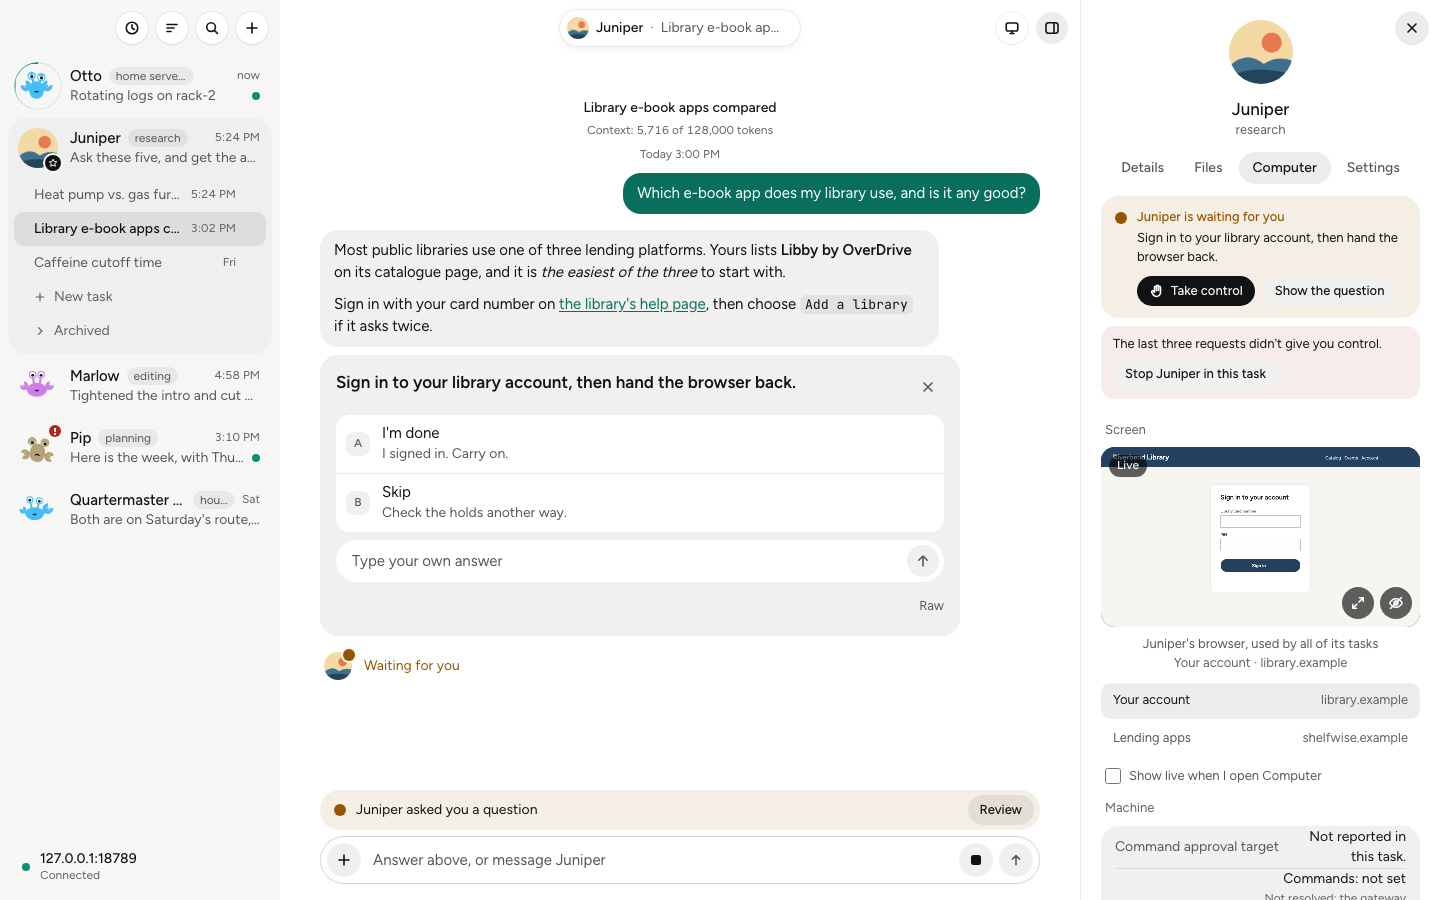 Otto home serve... now
Rotating logs on rack-2
Juniper research 5:24 PM
Ask these five, and get the a...
Heat pump vs. gas fur... 5:24 PM
Library e-book apps c... 3:02 PM
Caffeine cutoff time Fri
New task
Archived
Marlow editing 4:58 PM
Tightened the intro and cut ...
Pip planning 3:10 PM
Here is the week, with Thu...
Quartermaster ... hou... Sat
Both are on Saturday's route,...
127.0.0.1:18789
Connected
Juniper · Library e-book ap...
Library e-book apps compared
Context: 5,716 of 128,000 tokens
Today 3:00 PM
Which e-book app does my library use, and is it any good?
Most public libraries use one of three lending platforms. Yours lists Libby by OverDrive
on its catalogue page, and it is the easiest of the three to start with.
Sign in with your card number on the library's help page, then choose Add a library
if it asks twice.
Sign in to your library account, then hand the browser back.
A I'm done
I signed in. Carry on.
B Skip
Check the holds another way.
Type your own answer
Raw
Waiting for you
Juniper asked you a question Review
Answer above, or message Juniper
Juniper
research
Details Files Computer Settings
Juniper is waiting for you
Sign in to your library account, then hand the
browser back.
Take control Show the question
The last three requests didn't give you control.
Stop Juniper in this task
Screen
Library Catalog Events Account
Live
Sign in to your account
Library card number
PIN
Sign in
Juniper's browser, used by all of its tasks
Your account · library.example
Your account library.example
Lending apps shelfwise.example
Show live when I open Computer
Machine
Command approval target Not reported in
this task.
Commands: not set
Not resolved: the gateway